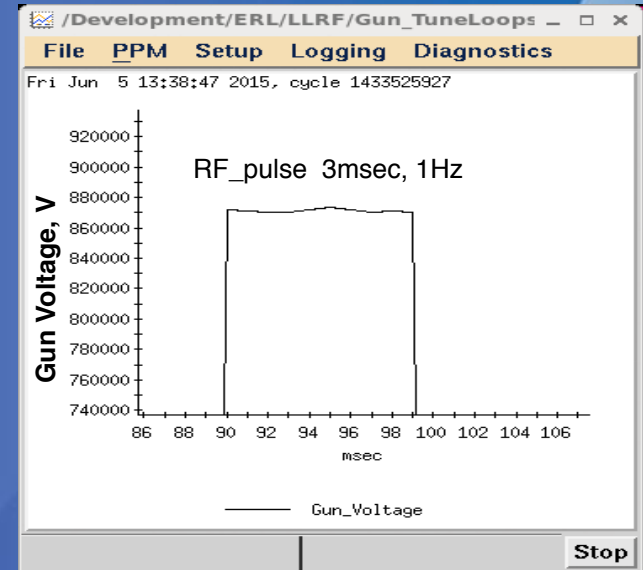 /Development/ERL/LLRF/Gun_TuneLoops
File PPM Setup Logging Diagnostics
Fri Jun 5 13:38:47 2015, cycle 1433525927
RF_pulse 3msec, 1Hz
Gun Voltage, V
920000
900000
880000
860000
840000
820000
800000
780000
760000
740000
86 88 90 92 94 96 98 100 102 104 106
msec
Gun_Voltage
Stop